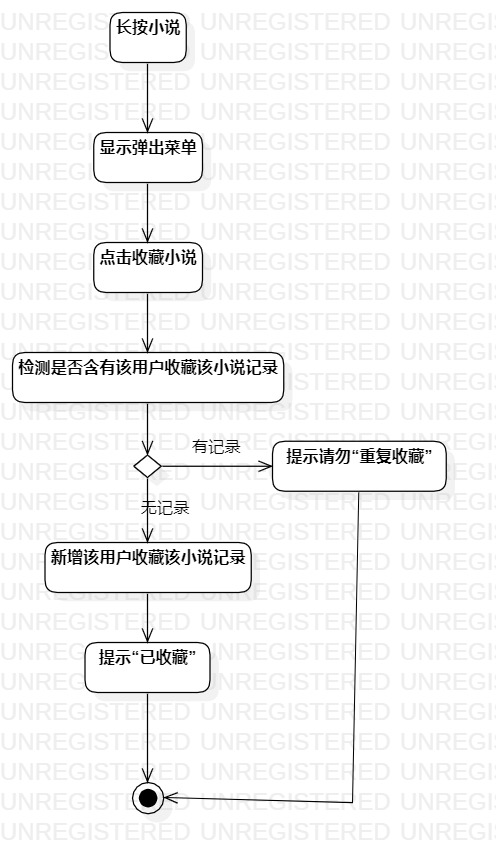 长按小说
显示弹出菜单
点击收藏小说
检测是否含有该用户收藏该小说记录
有记录
提示请勿“重复收藏”
无记录
新增该用户收藏该小说记录
提示“已收藏”
UNREGISTERED